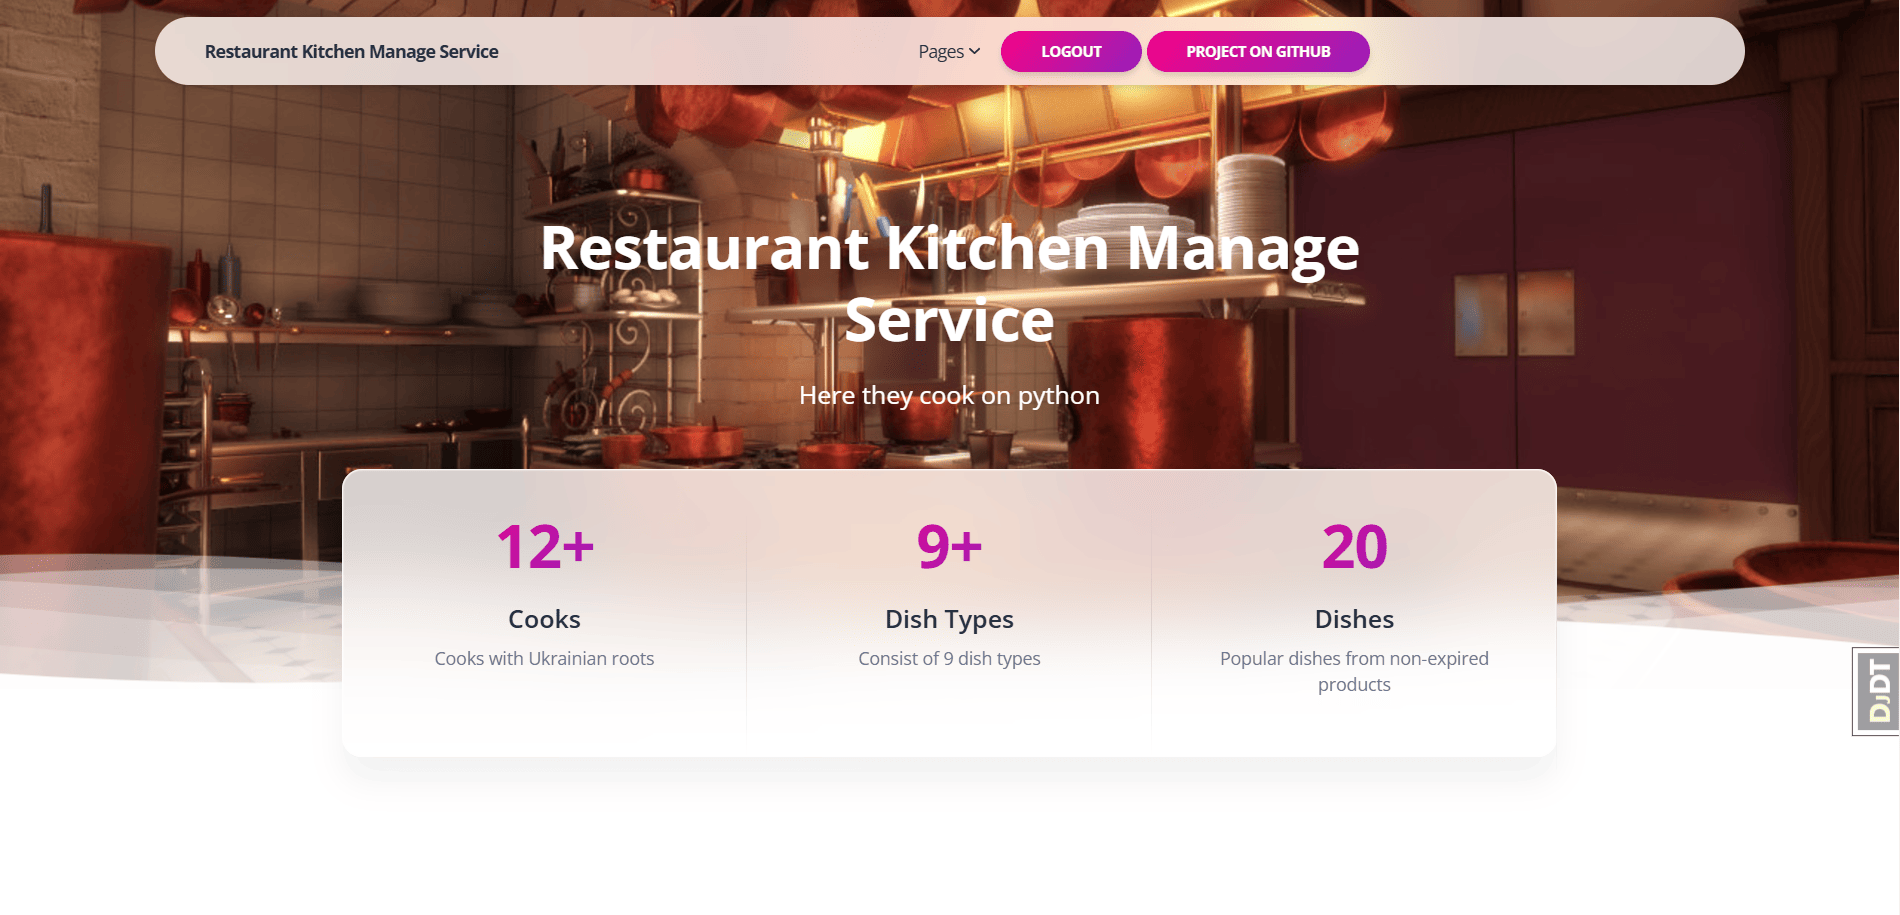 Restaurant Kitchen Manage Service
Pages
LOGOUT
PROJECT ON GITHUB
Restaurant Kitchen Manage
Service
Here they cook on python
12+
9+
20
Cooks
Dish Types
Dishes
Cooks with Ukrainian roots
Consist of 9 dish types
Popular dishes from non-expired
products
DJDT